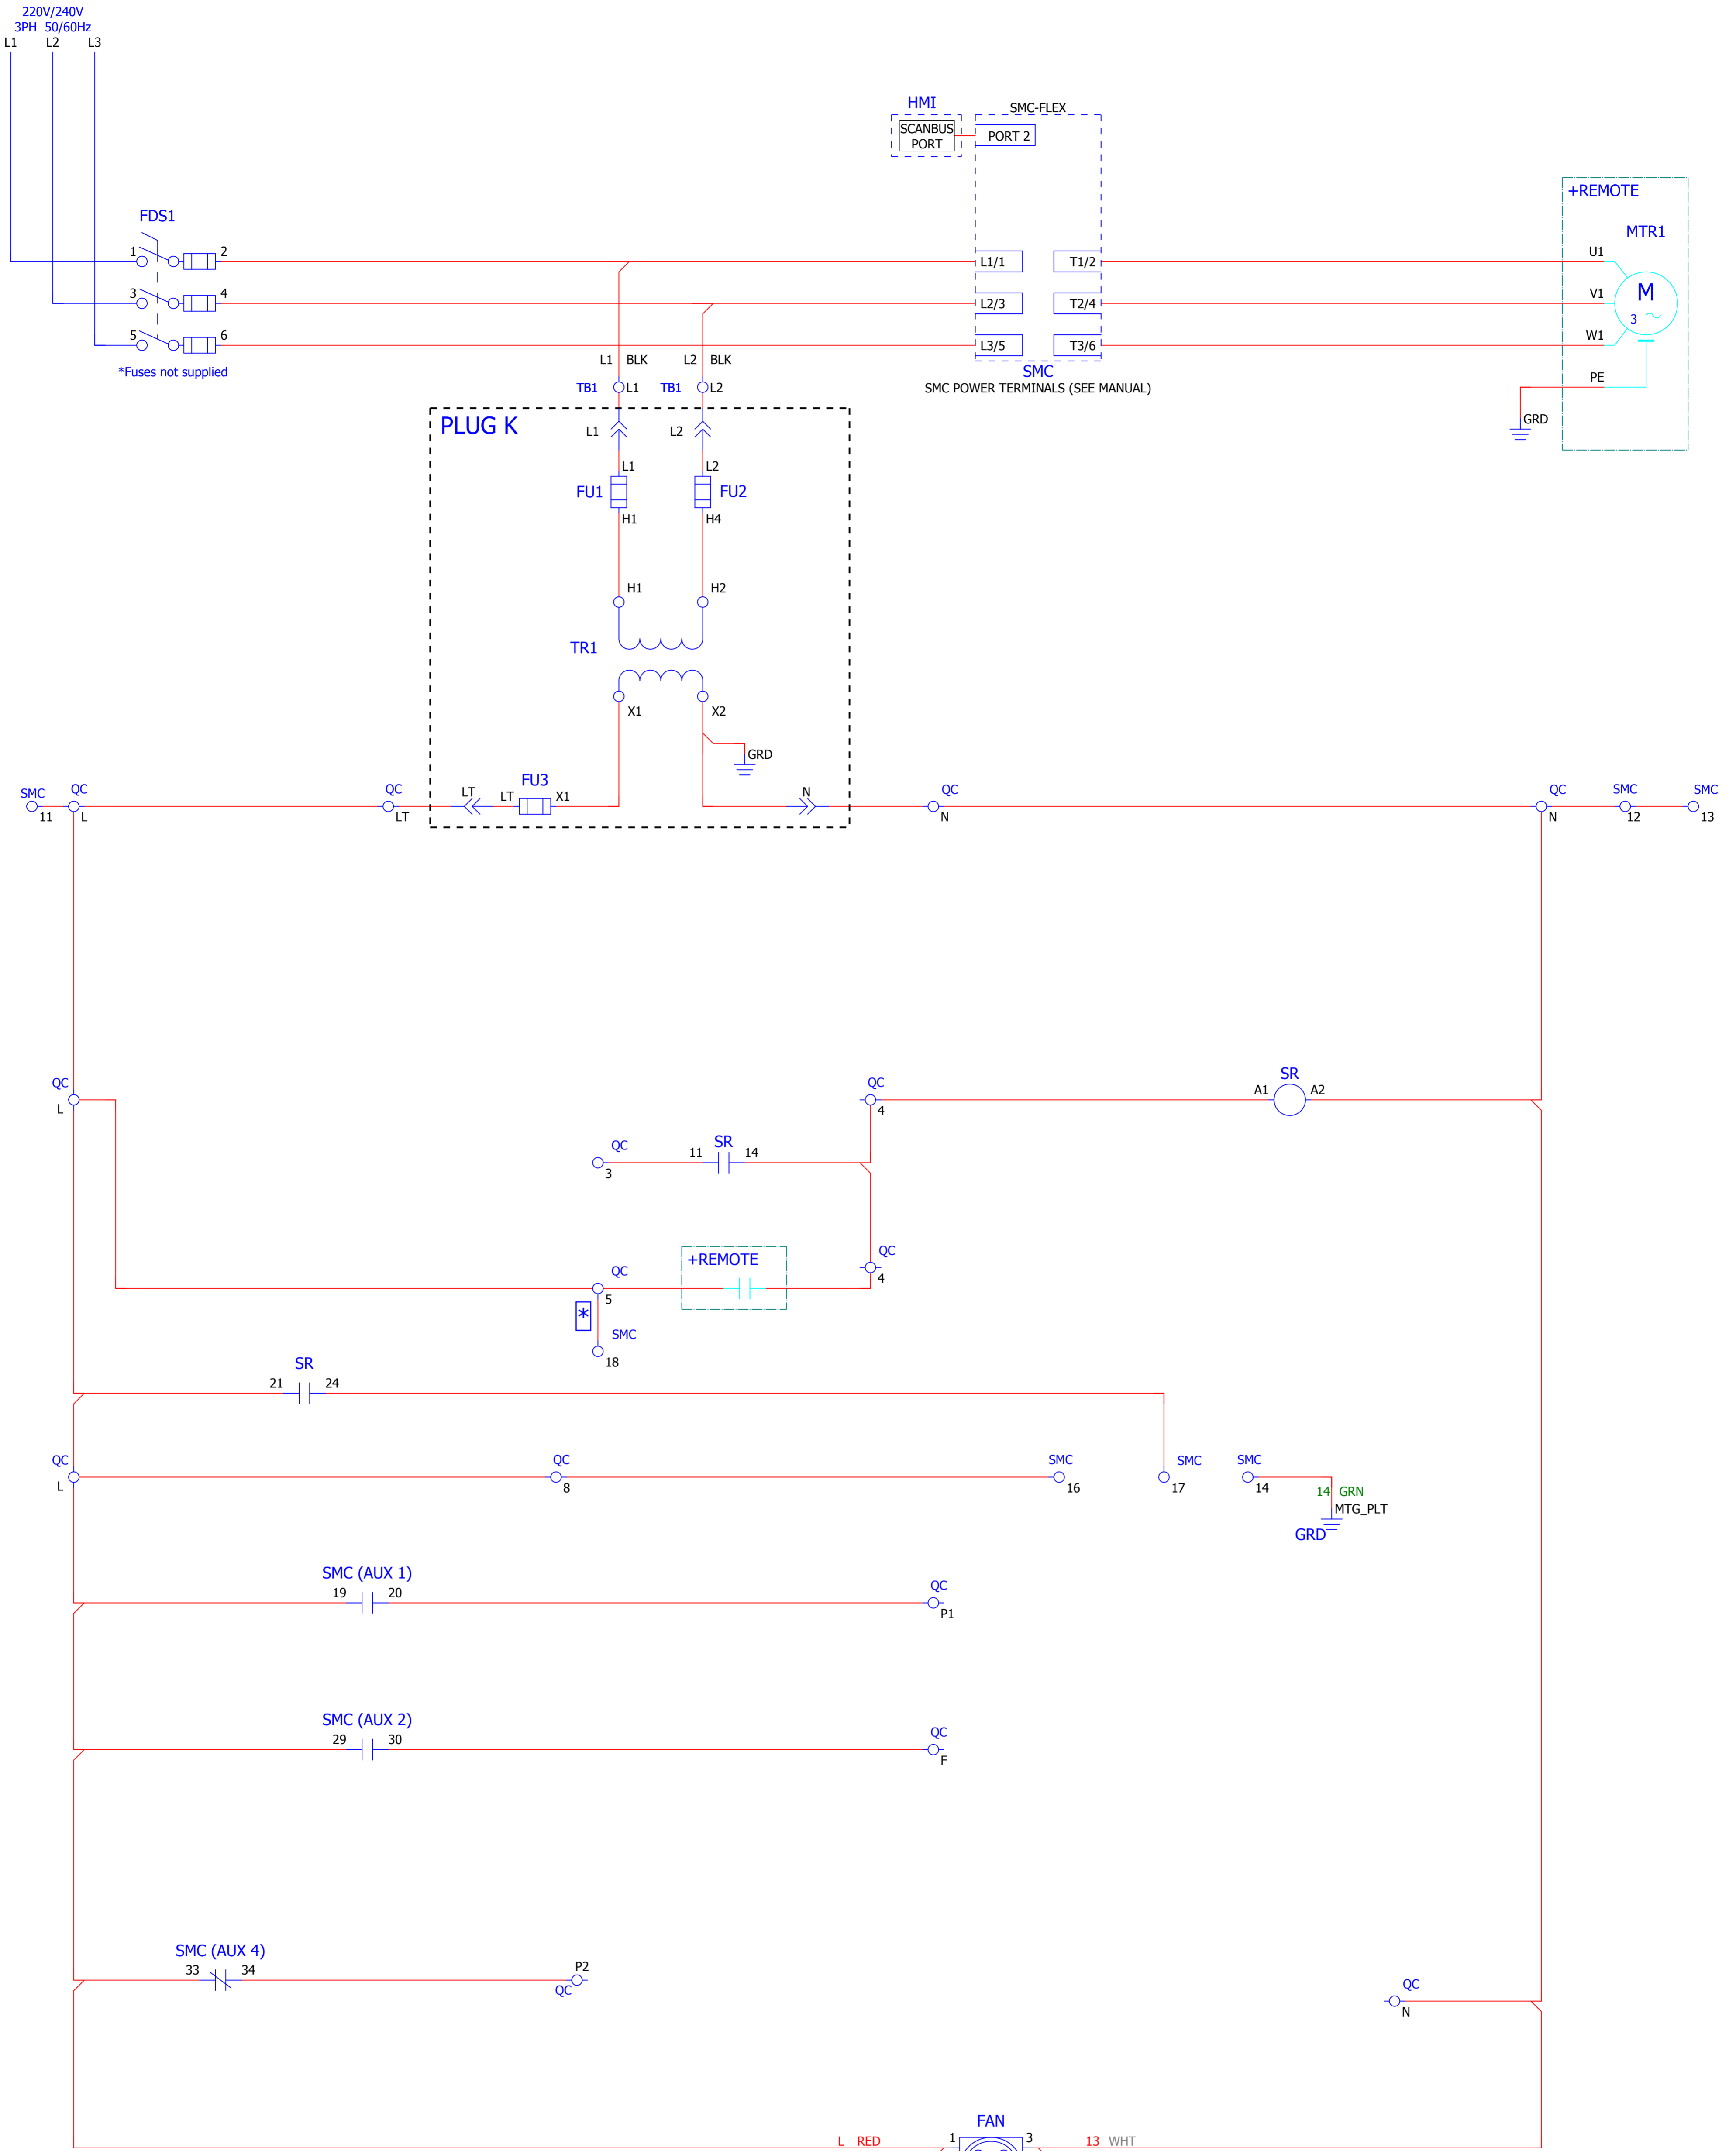 220V/240V
3PH 50/60Hz
L1 L2 L3
HMI
SMC-FLEX
SCANBUS
PORT
PORT 2
+REMOTE
MTR1
FDS1
1 2
L1/1 T1/2
U1
3 4
L2/3 T2/4
V1
M
3
5 6
L3/5 T3/6
W1
*Fuses not supplied
L1 BLK L2 BLK
SMC
SMC POWER TERMINALS (SEE MANUAL)
PE
GRD
TB1 L1 TB1 L2
PLUG K
L1 L2
L1 L2
FU1 FU2
H1 H4
H1 H2
TR1
X1 X2
GRD
FU3
SMC QC QC LT LT X1 N QC QC SMC SMC
11 L LT N N 12 13
QC QC SR
L 4 A1 A2
QC SR
3 11 14
+REMOTE
QC
4
QC
5
*
SMC
18
SR
21 24
QC QC SMC SMC SMC
L 8 16 17 14
14 GRN
MTG_PLT
GRD
SMC (AUX 1)
19 20
QC
P1
SMC (AUX 2)
29 30
QC
F
SMC (AUX 4)
33 34
P2
QC
QC
N
FAN
L RED 1 3 13 WHT